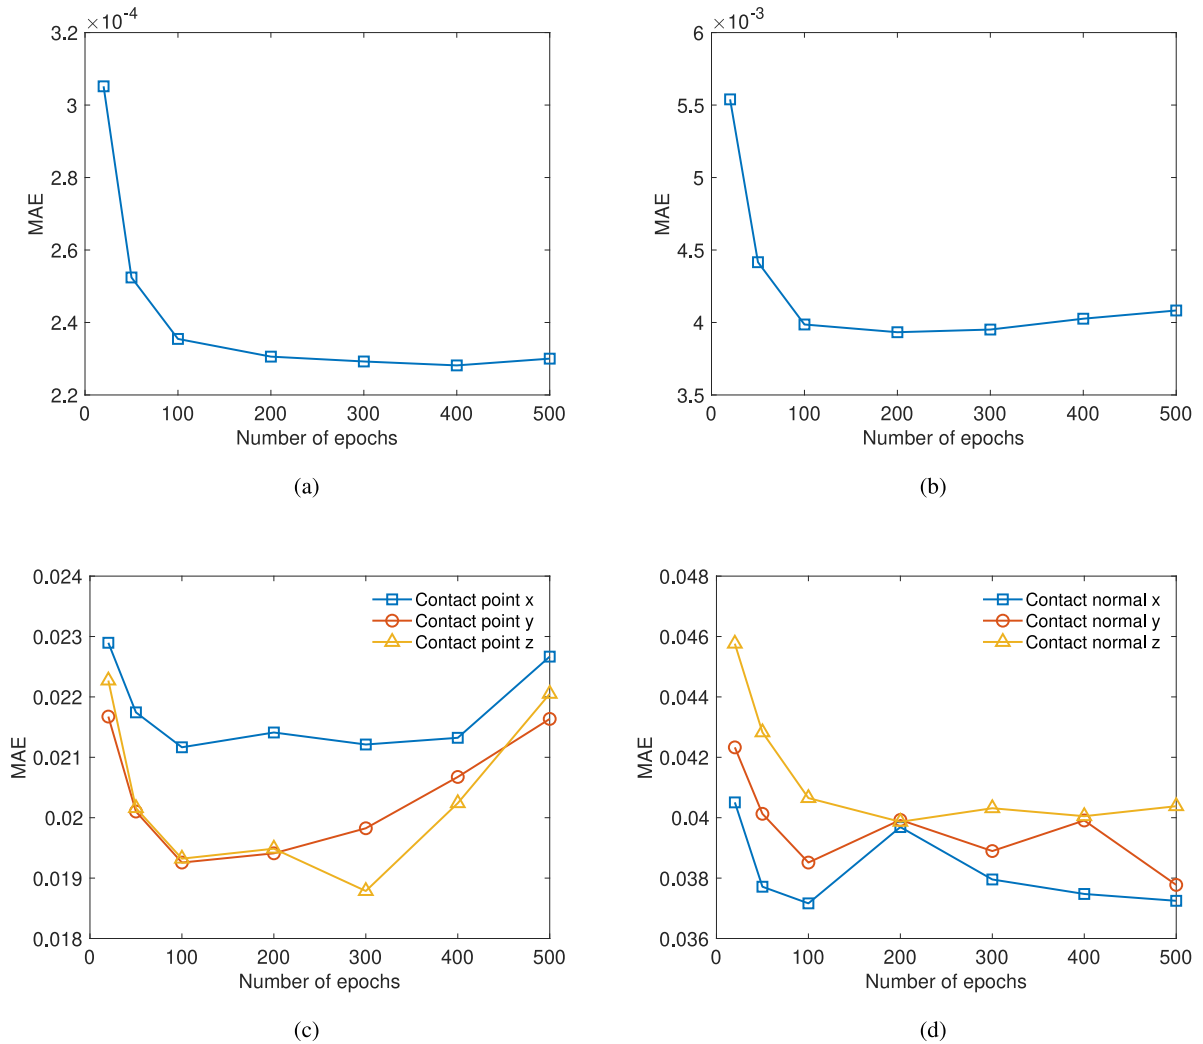 ×10-4
3.2
3
2.8
2.6
2.4
2.2
MAE
0 100 200 300 400 500
Number of epochs
(a)
×10-3
6
5.5
5
4.5
4
3.5
MAE
0 100 200 300 400 500
Number of epochs
(b)
0.024
0.023
0.022
0.021
0.02
0.019
0.018
MAE
Contact point x
Contact point y
Contact point z
0 100 200 300 400 500
Number of epochs
(c)
0.048
0.046
0.044
0.042
0.04
0.038
0.036
MAE
Contact normal x
Contact normal y
Contact normal z
0 100 200 300 400 500
Number of epochs
(d)